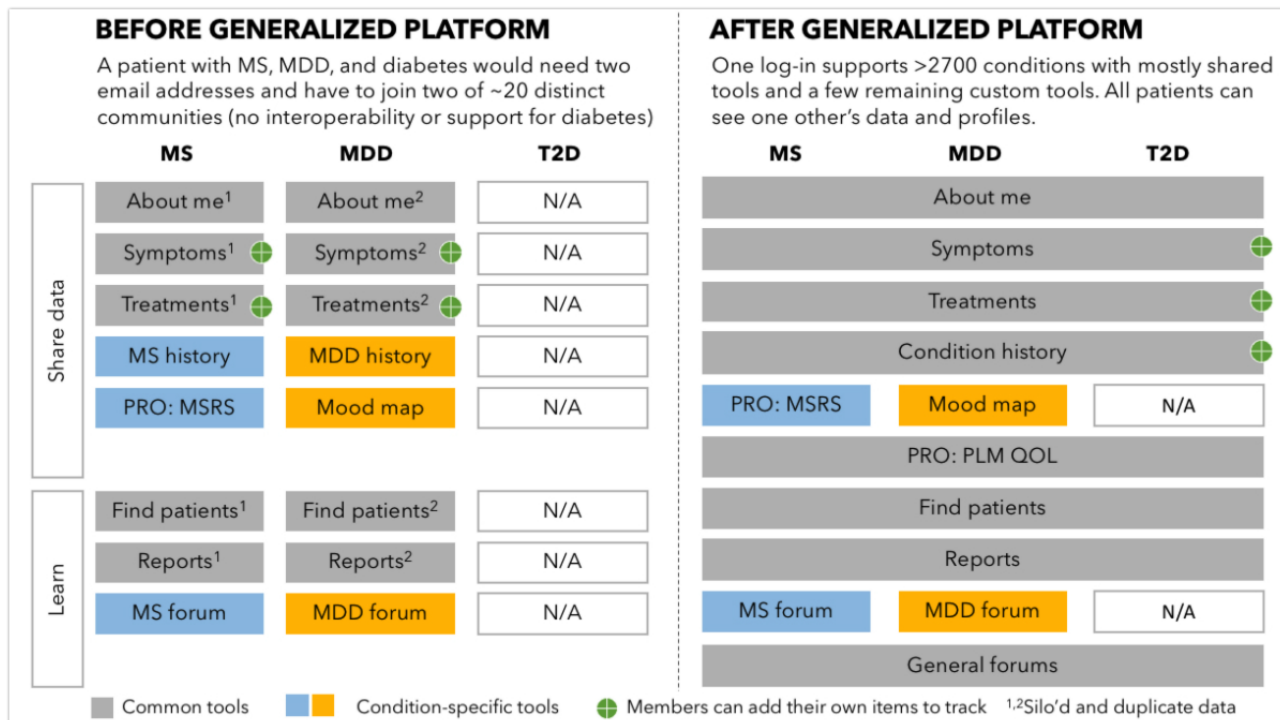 BEFORE GENERALIZED PLATFORM
A patient with MS, MDD, and diabetes would need two
email addresses and have to join two of ~20 distinct
communities (no interoperability or support for diabetes)
MS MDD T2D
Share data
About me¹ About me² N/A
Symptoms¹ Symptoms² N/A
Treatments¹ Treatments² N/A
MS history MDD history N/A
PRO: MSRS Mood map N/A
Learn
Find patients¹ Find patients² N/A
Reports¹ Reports² N/A
MS forum MDD forum N/A
AFTER GENERALIZED PLATFORM
One log-in supports >2700 conditions with mostly shared
tools and a few remaining custom tools. All patients can
see one other’s data and profiles.
MS MDD T2D
About me
Symptoms
Treatments
Condition history
PRO: MSRS Mood map N/A
PRO: PLM QOL
Find patients
Reports
MS forum MDD forum N/A
General forums
Common tools Condition-specific tools Members can add their own items to track ¹,²Silo’d and duplicate data